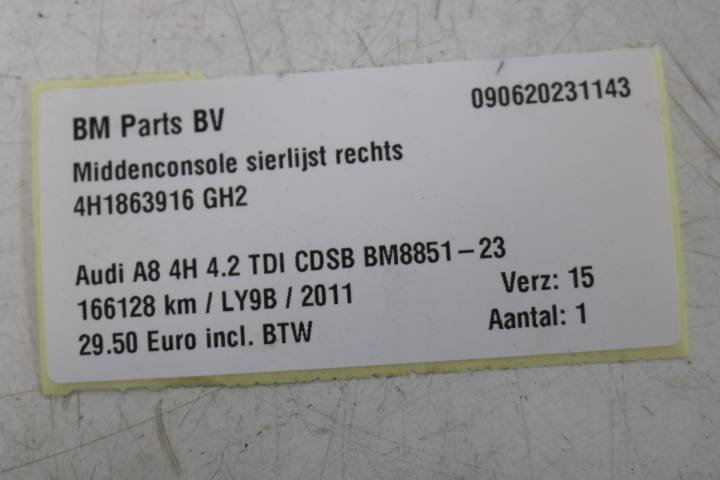 BM Parts BV 090620231143
Middenconsole sierlijst rechts
4H1863916 GH2
Audi A8 4H 4.2 TDI CDSB BM8851-23
166128 km / LY9B / 2011 Verz: 15
29.50 Euro incl. BTW Aantal: 1